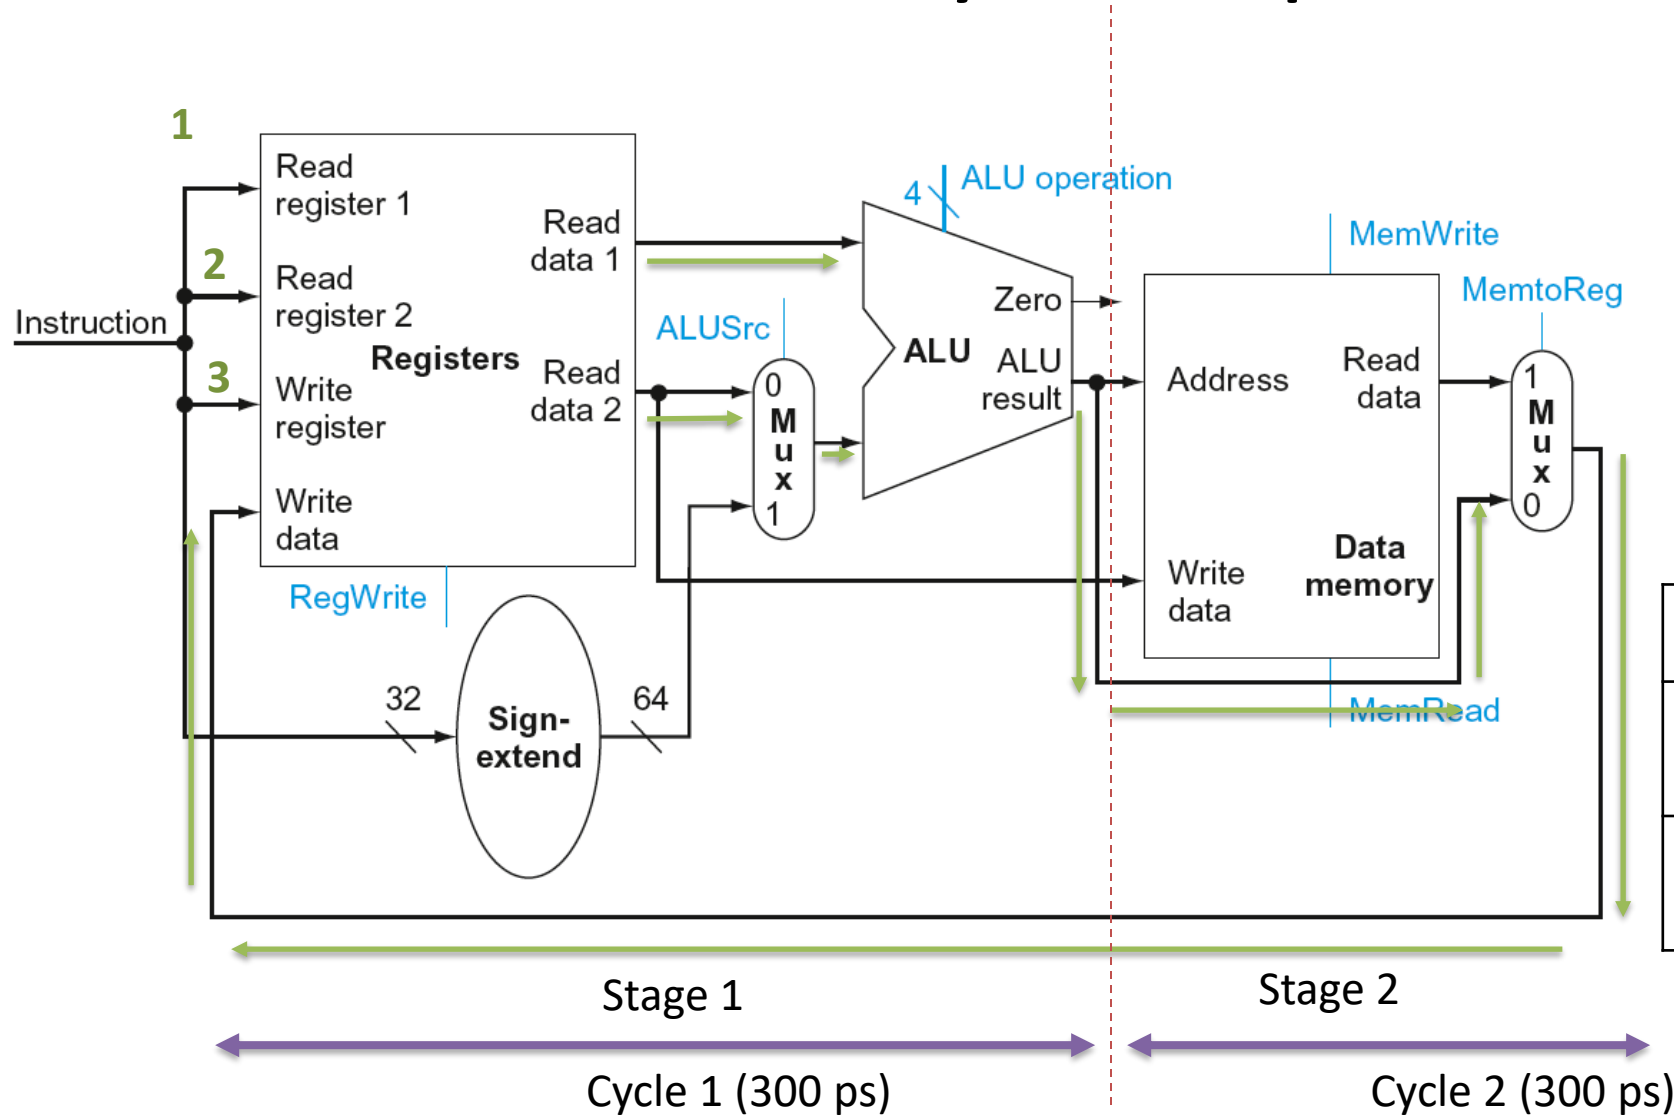 1
Read
register 1
Read
data 1
2
Read
register 2
Instruction
3
Registers
Write
register
Read
data 2
Write
data
RegWrite
ALUSrc
0
M
u
x
1
4
ALU operation
Zero
ALU
ALU
result
MemWrite
MemtoReg
Address
Read
data
1
M
u
x
0
Write
data
Data
memory
MemRead
32
Sign-
extend
64
Stage 1
Stage 2
Cycle 1 (300 ps)
Cycle 2 (300 ps)